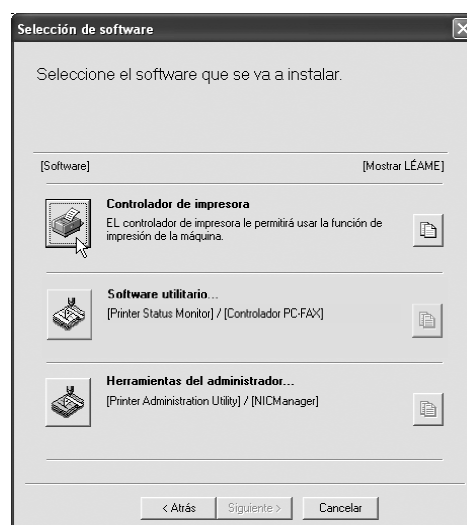 Selección de software
Seleccione el software que se va a instalar.
[Software] [Mostrar LÉAME]
Controlador de impresora
EL controlador de impresora le permitirá usar la función de
impresión de la máquina.
Software utilitario...
[Printer Status Monitor] / [Controlador PC-FAX]
Herramientas del administrador...
[Printer Administration Utility] / [NICManager]
< Atrás Siguiente > Cancelar